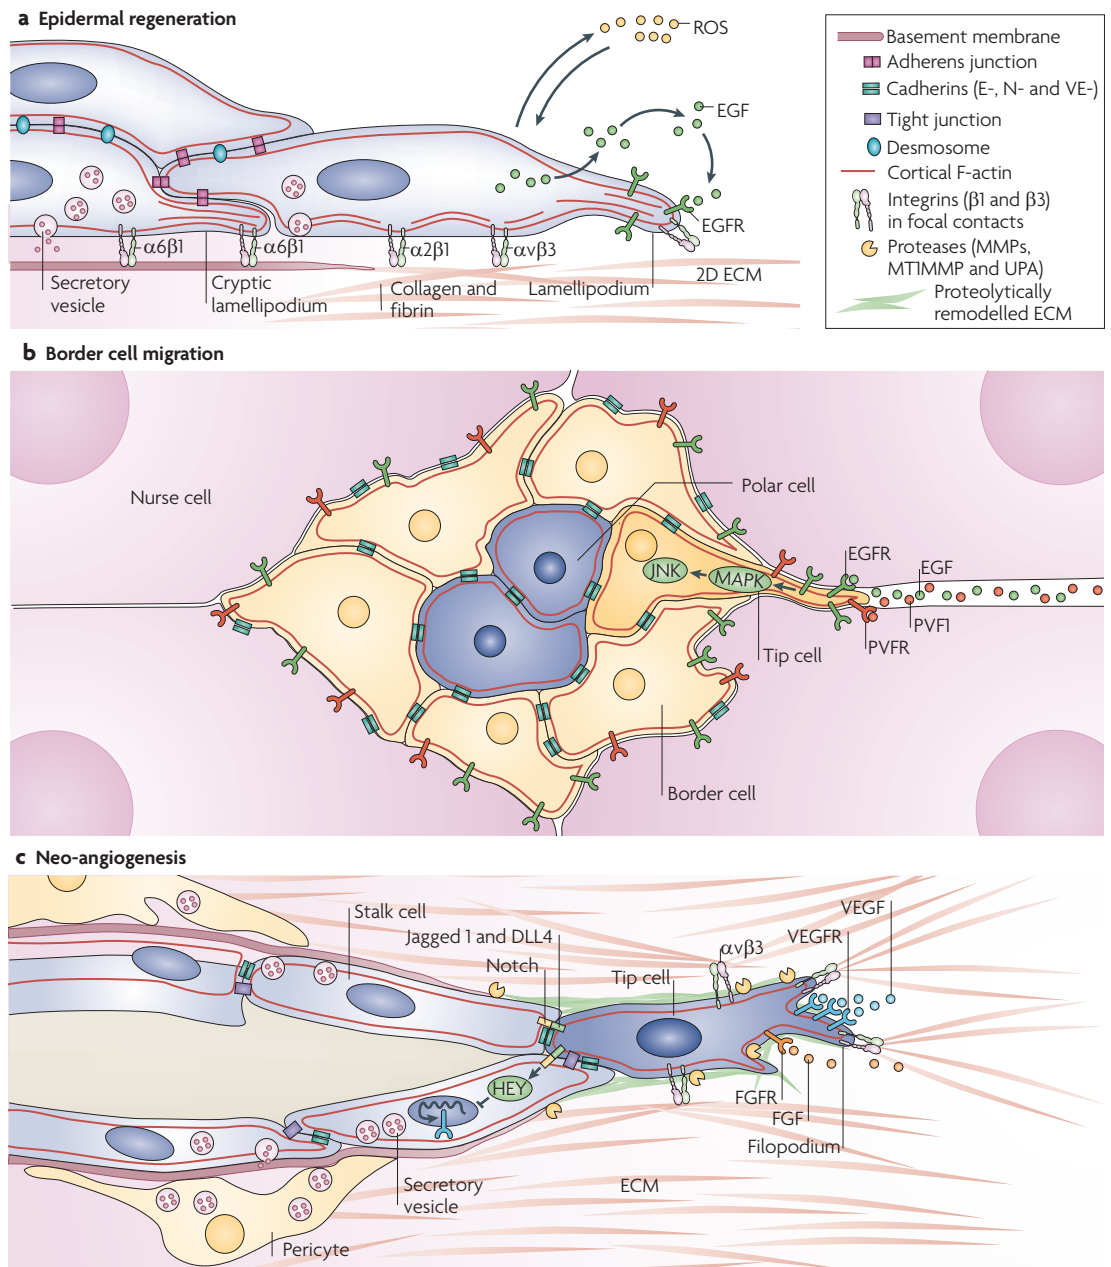 a Epidermal regeneration
ROS
EGF
EGFR
α6β1
α6β1
α2β1
αvβ3
2D ECM
Secretory
vesicle
Cryptic
lamellipodium
Collagen and
fibrin
Lamellipodium
Basement membrane
Adherens junction
Cadherins (E-, N- and VE-)
Tight junction
Desmosome
Cortical F-actin
Integrins (β1 and β3)
in focal contacts
Proteases (MMPs,
MT1MMP and UPA)
Proteolytically
remodelled ECM
b Border cell migration
Nurse cell
Polar cell
JNK
MAPK
EGFR
EGF
PVF1
PVFR
Tip cell
Border cell
c Neo-angiogenesis
Stalk cell
Jagged 1 and DLL4
Notch
Tip cell
αvβ3
VEGF
VEGFR
HEY
FGFR
FGF
Filopodium
Secretory
vesicle
ECM
Pericyte